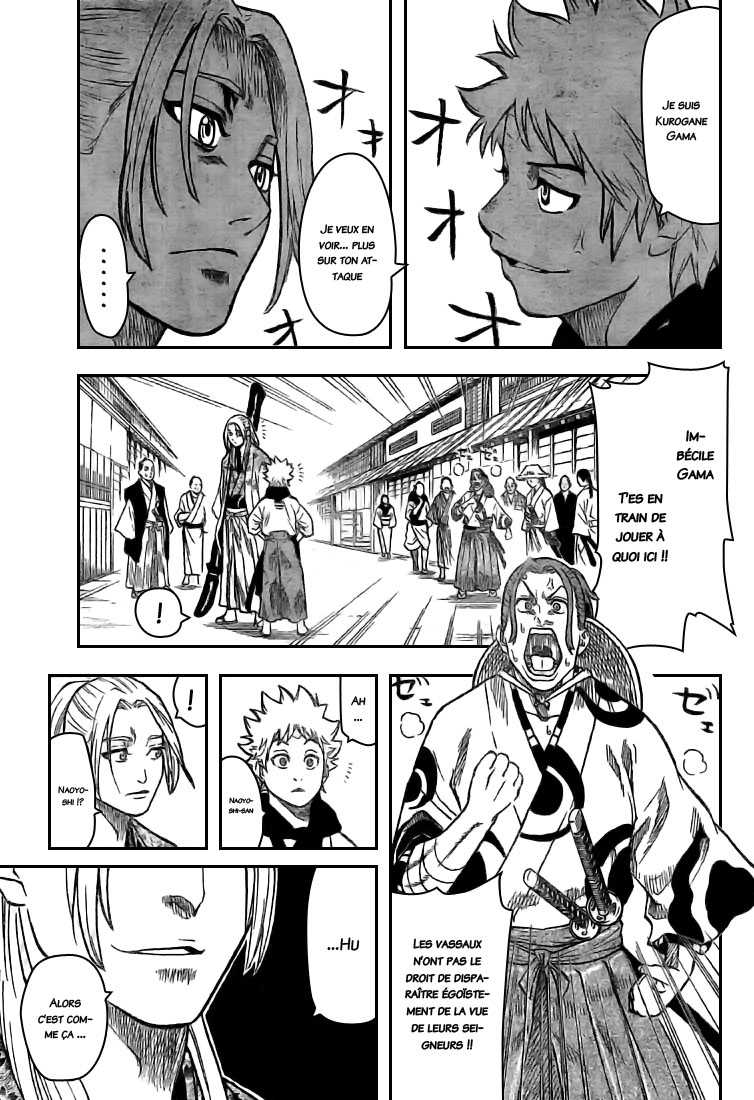 JE SUIS
KUROGANE
GAMA
オ
オ
オ
オ
オ
オ
JE VEUX EN
VOIR... PLUS
SUR TON AT-
TAQUE
......
IM-
BÉCILE
GAMA
T'ES EN
TRAIN DE
JOUER À
QUOI ICI !!
!
ゼェ
ゼェ
LES VASSAUX
N'ONT PAS LE
DROIT DE DISPA-
RAÎTRE ÉGOÏSTE-
MENT DE LA VUE
DE LEURS SEI-
GNEURS !!
AH
...
NAOYO-
SHI-SAN
!
NAOYO-
SHI !?
...HU
ALORS
C'EST COM-
ME ÇA ...